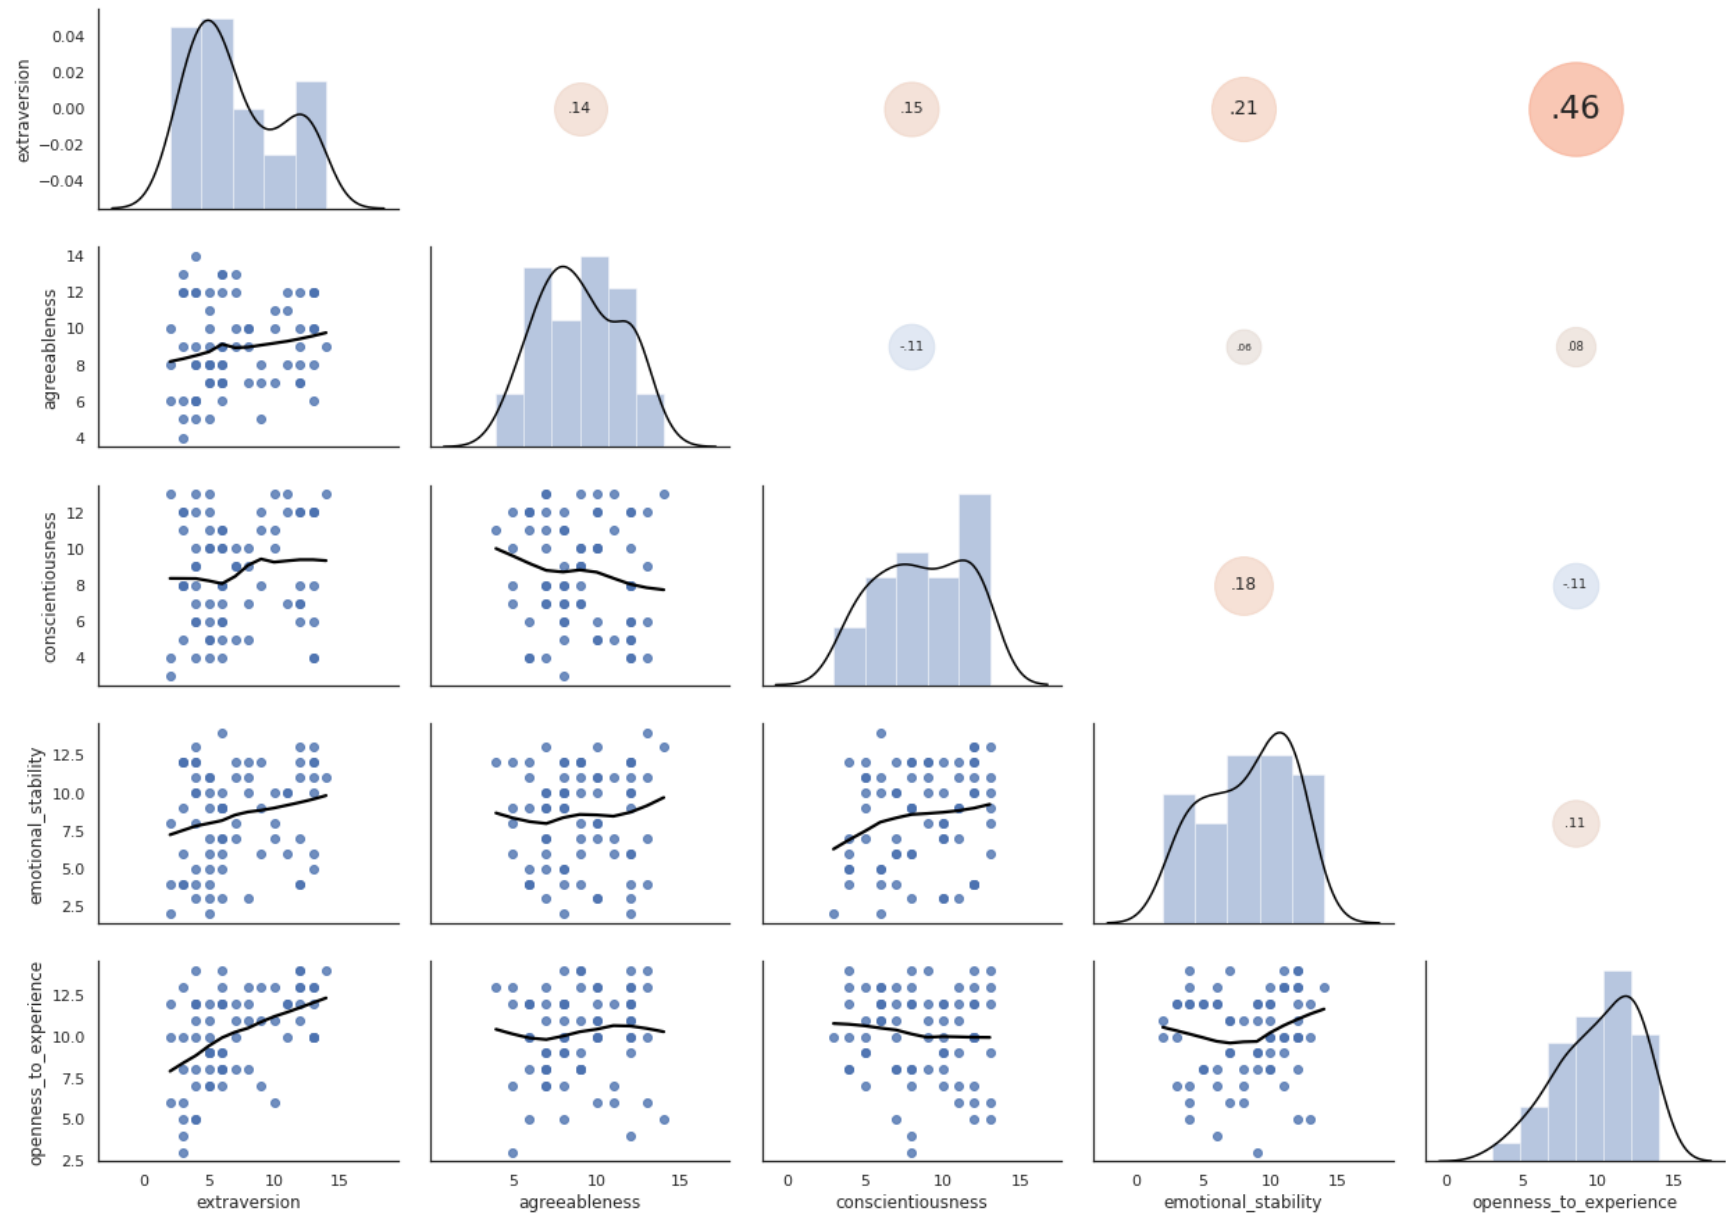 extraversion
0.04
0.02
0.00
−0.02
−0.04
.14
.15
.21
.46
agreeableness
14
12
10
8
6
4
-.11
.06
.08
conscientiousness
12
10
8
6
4
.18
-.11
emotional_stability
12.5
10.0
7.5
5.0
2.5
.11
openness_to_experience
12.5
10.0
7.5
5.0
2.5
0 5 10 15
5 10 15
0 5 10 15
0 5 10 15
0 5 10 15
extraversion
agreeableness
conscientiousness
emotional_stability
openness_to_experience